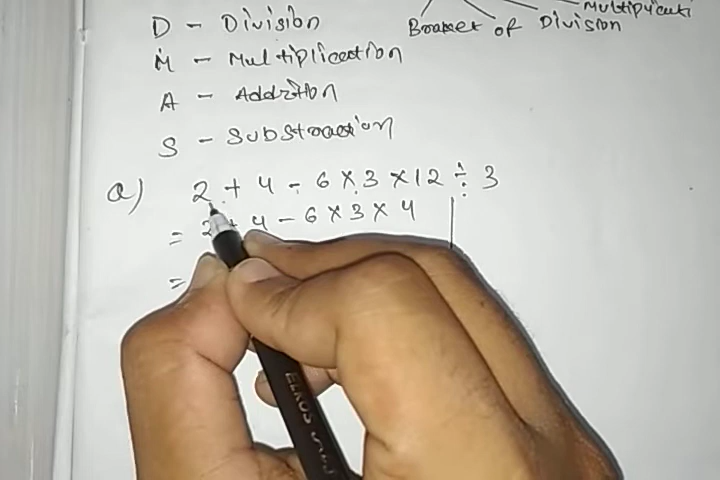 Multiplicati
D - Division Bracket of Division
M - Multiplication
A - Addition
S - Substraction
a) 2 + 4 - 6 × 3 × 12 ÷ 3
= 2 + 4 - 6 × 3 × 4
=